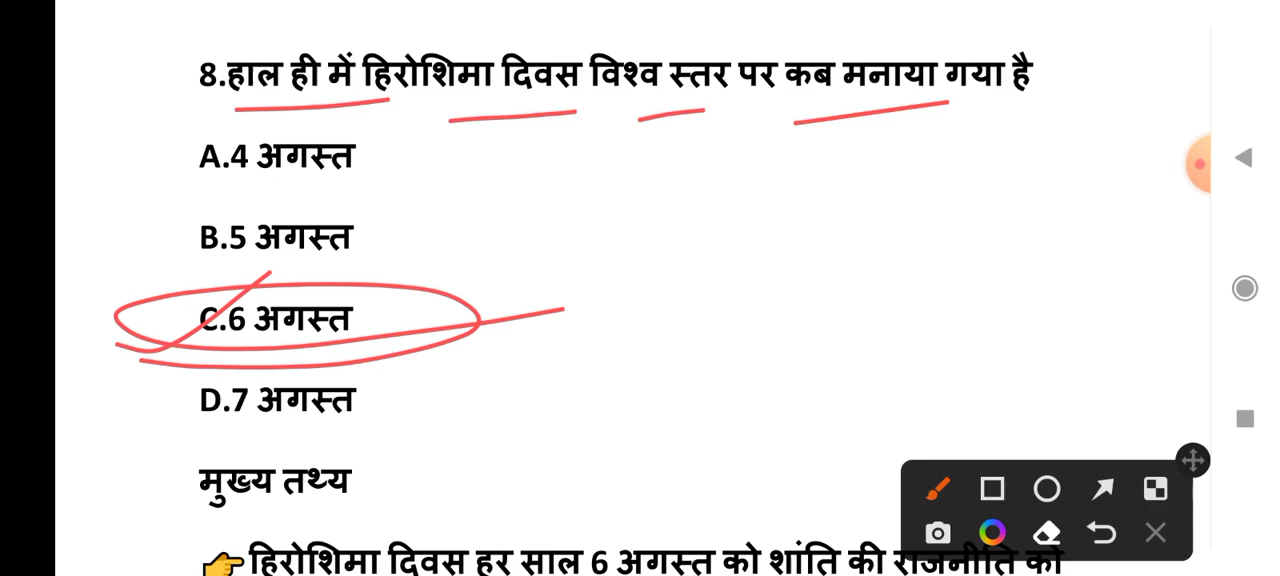 8.हाल ही में हिरोशिमा दिवस विश्व स्तर पर कब मनाया गया है
A.4 अगस्त
B.5 अगस्त
C.6 अगस्त
D.7 अगस्त
मुख्य तथ्य
👉हिरोशिमा दिवस हर साल 6 अगस्त को शांति की राजनीति को